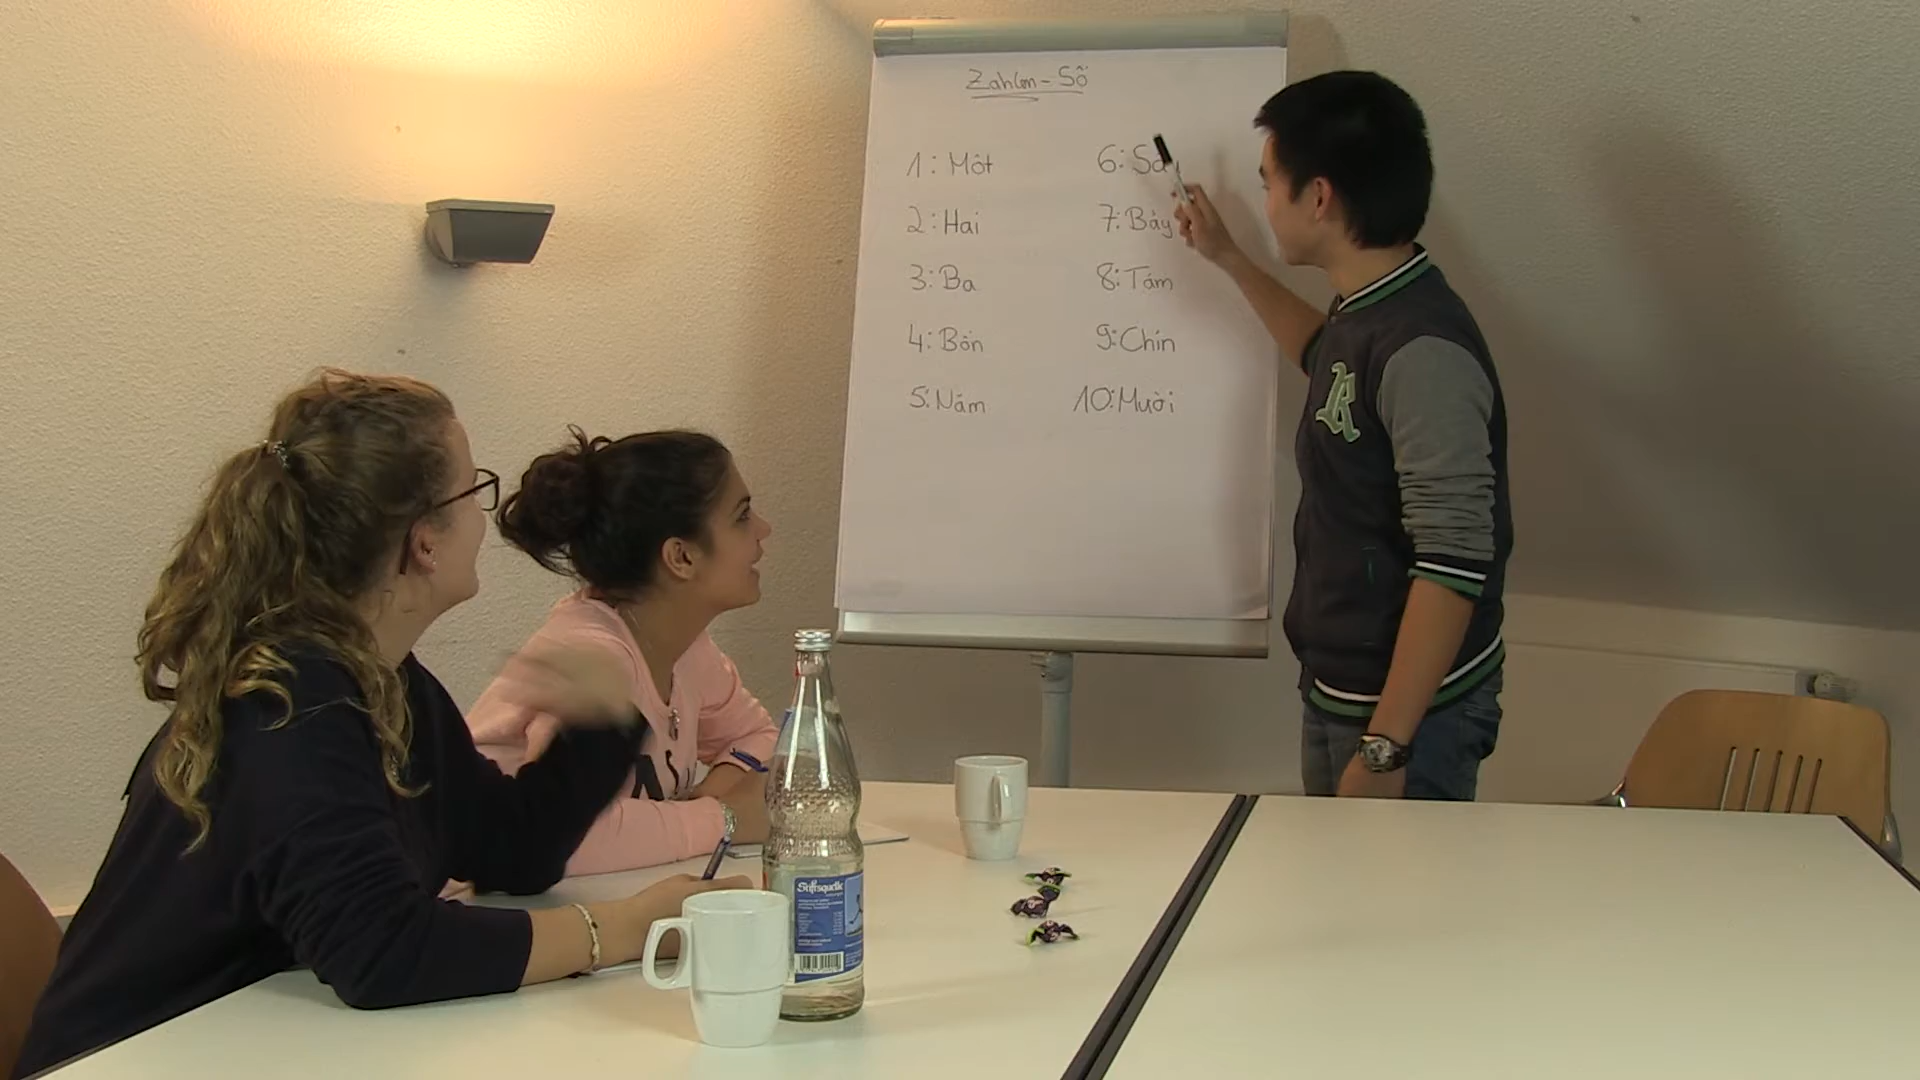 Zahlen - Số
1: Một
2: Hai
3: Ba
4: Bốn
5: Năm
6:
7: Bảy
8: Tám
9: Chín
10: Mười
R
Stiftsquelle